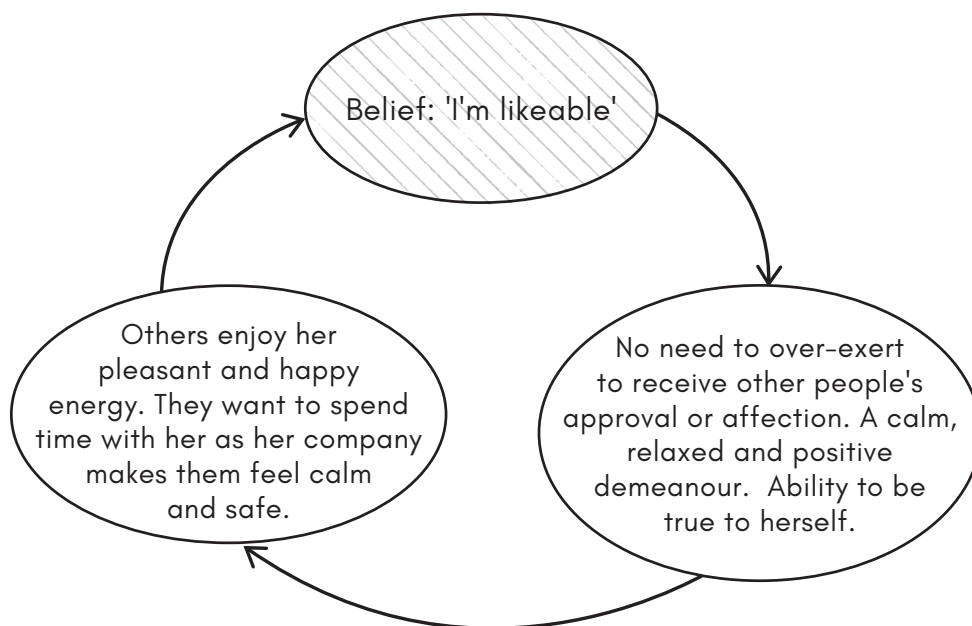 Belief: 'I'm likeable'
No need to over-exert
to receive other people's
approval or affection. A calm,
relaxed and positive
demeanour.  Ability to be
true to herself.
Others enjoy her
pleasant and happy
energy. They want to spend
time with her as her company
makes them feel calm
and safe.